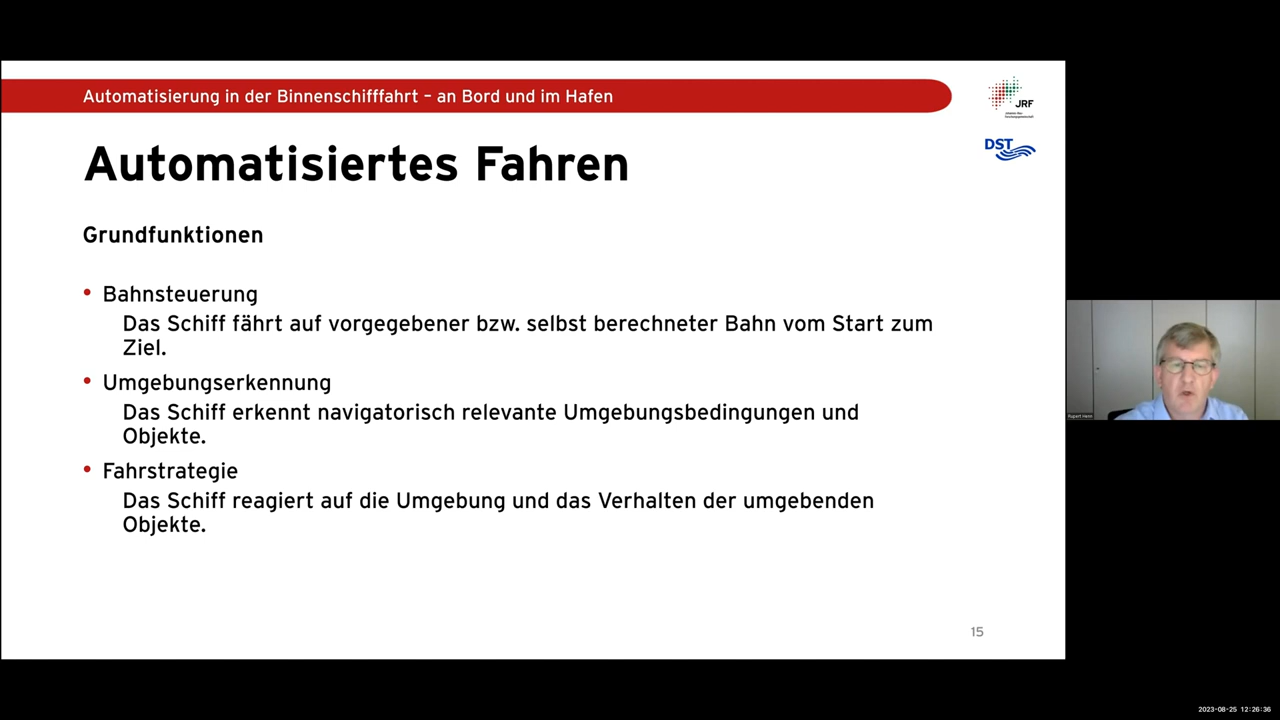 Automatisierung in der Binnenschifffahrt – an Bord und im Hafen
JRF
DST
Automatisiertes Fahren
Grundfunktionen
• Bahnsteuerung
Das Schiff fährt auf vorgegebener bzw. selbst berechneter Bahn vom Start zum
Ziel.
• Umgebungserkennung
Das Schiff erkennt navigatorisch relevante Umgebungsbedingungen und
Objekte.
• Fahrstrategie
Das Schiff reagiert auf die Umgebung und das Verhalten der umgebenden
Objekte.
15
Rupert Henn
2023-08-25 12:26:36